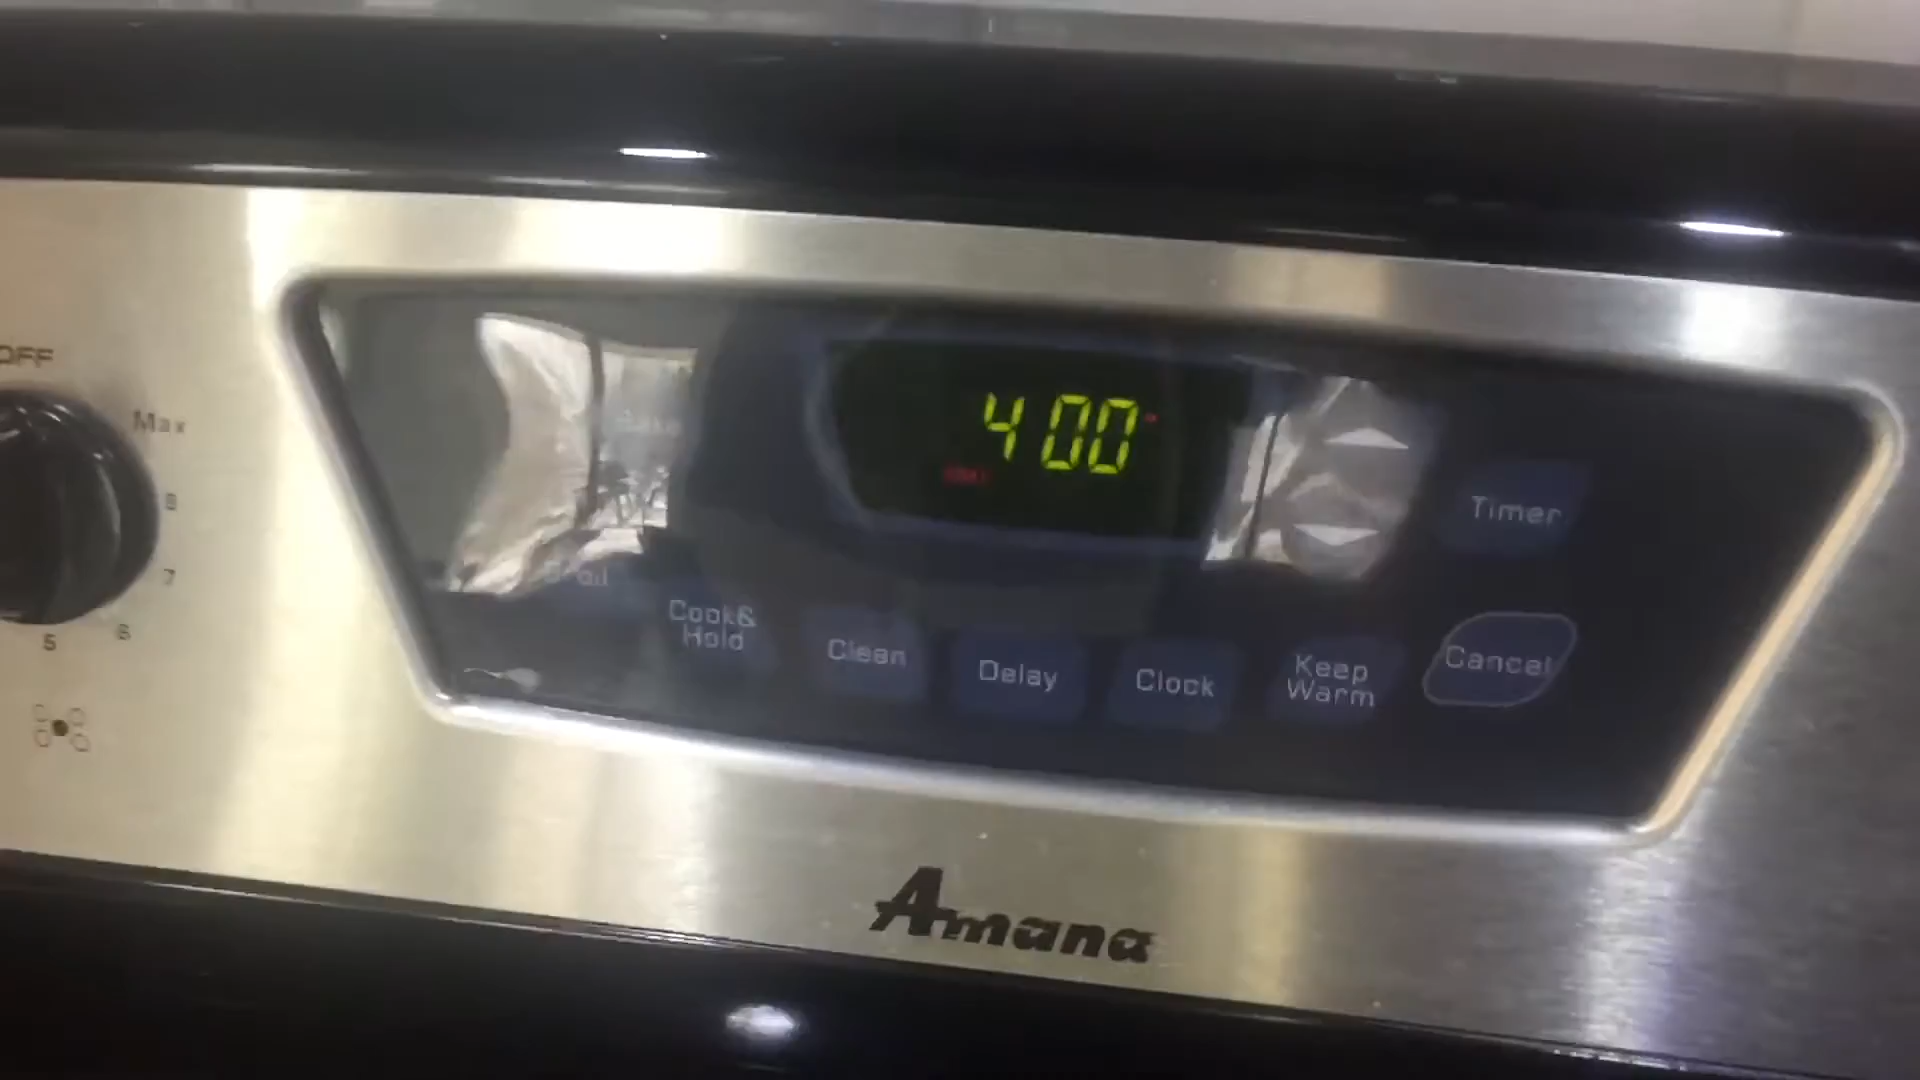 OFF
Max
8
7
6
5
400°
Timer
Cook&
Hold
Clean
Delay
Clock
Keep
Warm
Cancel
Amana